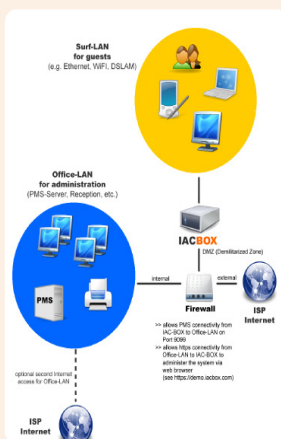 Surf-LAN
for guests
(e.g. Ethernet, WiFI, DSLAM)
Office-LAN
for administration
(PMS-Server, Reception, etc.)
IACBOX
DMZ (Demilitarized Zone)
PMS
internal
external
Firewall
ISP
Internet
>> allows PMS connectivity from
IAC-BOX to Office-LAN on
Port 9099
>> allows https connectivity from
Office-LAN to IAC-BOX to
administer the system via
web browser
(see https://demo.iacbox.com)
optional second Internet
access for Office-LAN
ISP
Internet